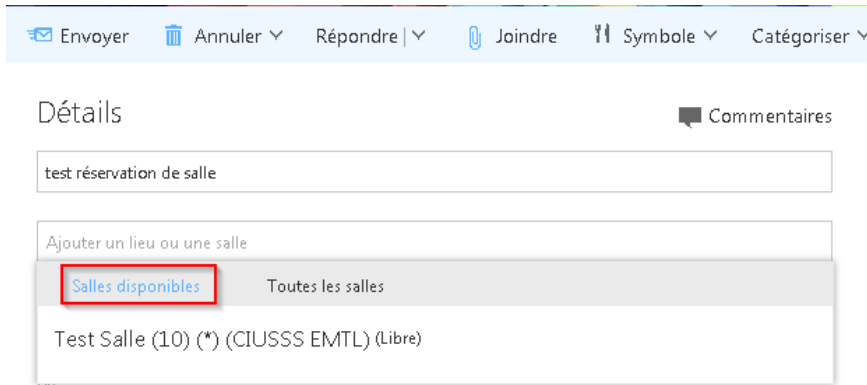 Envoyer Annuler Répondre | Joindre Symbole Catégoriser
Détails
Commentaires
test réservation de salle
Ajouter un lieu ou une salle
Salles disponibles Toutes les salles
Test Salle (10) (*) (CIUSSS EMTL) (Libre)